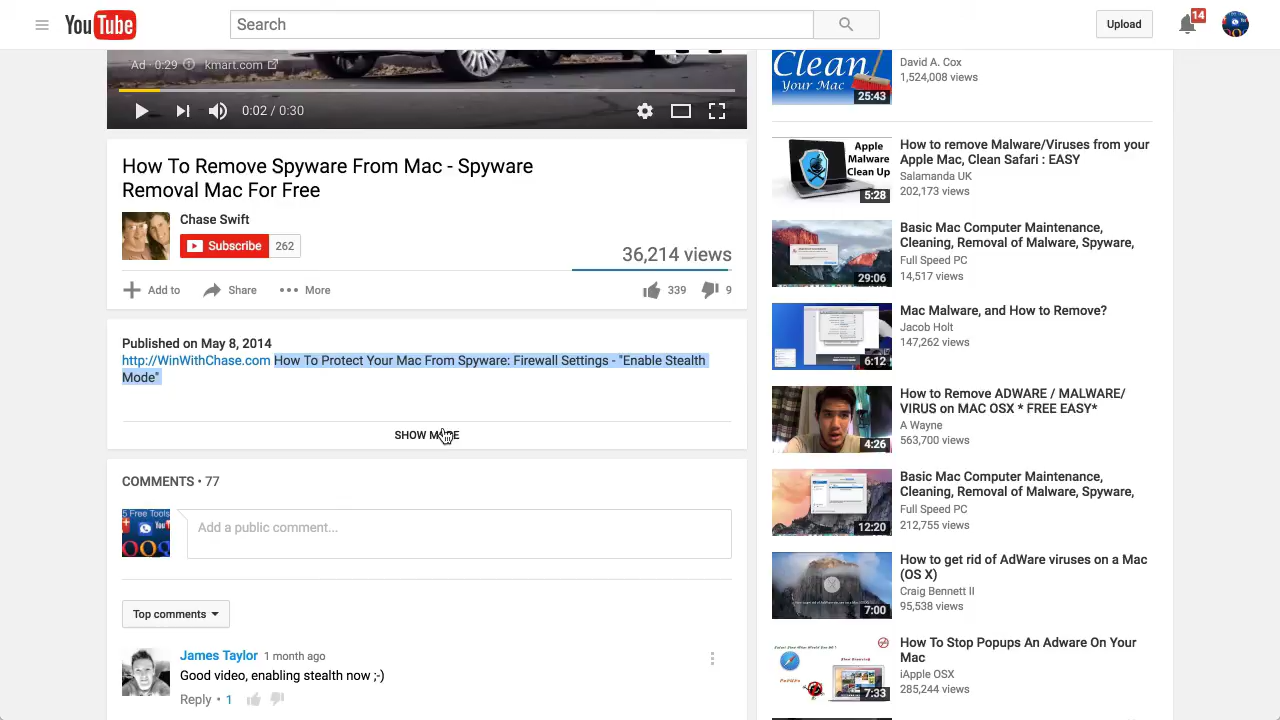 YouTube
Search
Upload
14
Ad · 0:29
kmart.com
0:02 / 0:30
How To Remove Spyware From Mac - Spyware
Removal Mac For Free
Chase Swift
Subscribe
262
36,214 views
Add to
Share
More
339
9
Published on May 8, 2014
http://WinWithChase.com How To Protect Your Mac From Spyware: Firewall Settings - "Enable Stealth
Mode"
SHOW MORE
COMMENTS • 77
5 Free Tools
You
Add a public comment...
Top comments
James Taylor 1 month ago
Good video, enabling stealth now ;-)
Reply • 1
Clean
Your Mac
25:43
David A. Cox
1,524,008 views
Apple
Malware
Clean Up
5:28
How to remove Malware/Viruses from your
Apple Mac, Clean Safari : EASY
Salamanda UK
202,173 views
29:06
Basic Mac Computer Maintenance,
Cleaning, Removal of Malware, Spyware,
Full Speed PC
14,517 views
6:12
Mac Malware, and How to Remove?
Jacob Holt
147,262 views
4:26
How to Remove ADWARE / MALWARE/
VIRUS on MAC OSX * FREE EASY*
A Wayne
563,700 views
12:20
Basic Mac Computer Maintenance,
Cleaning, Removal of Malware, Spyware,
Full Speed PC
212,755 views
7:00
How to get rid of AdWare viruses on a Mac
(OS X)
Craig Bennett II
95,538 views
7:33
How To Stop Popups An Adware On Your
Mac
iApple OSX
285,244 views